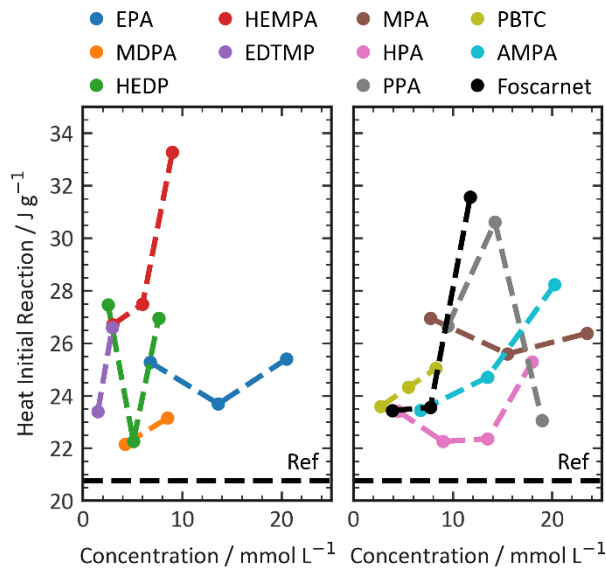 EPA HEMPA MPA PBTC
MDPA EDTMP HPA AMPA
HEDP PPA Foscarnet
Heat Initial Reaction / J g⁻¹
34
32
30
28
26
24
22
20
Ref Ref
0 10 20 0 10 20
Concentration / mmol L⁻¹ Concentration / mmol L⁻¹